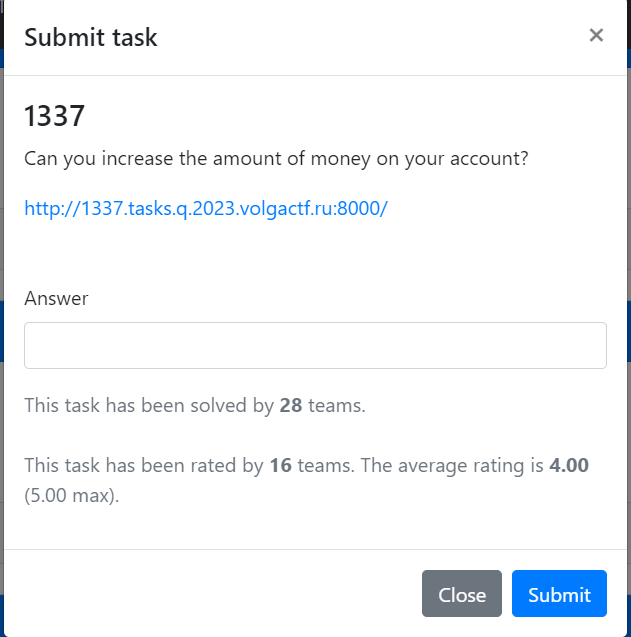 Submit task
×
1337
Can you increase the amount of money on your account?
http://1337.tasks.q.2023.volgactf.ru:8000/
Answer
This task has been solved by 28 teams.
This task has been rated by 16 teams. The average rating is 4.00
(5.00 max).
Close
Submit